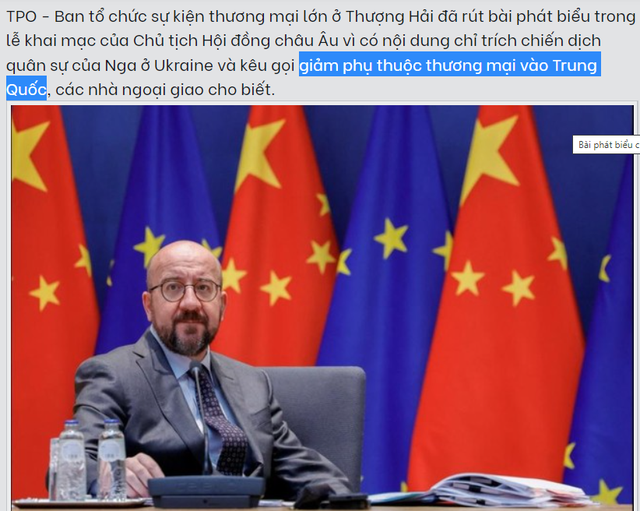 TPO - Ban tổ chức sự kiện thương mại lớn ở Thượng Hải đã rút bài phát biểu trong
lễ khai mạc của Chủ tịch Hội đồng châu Âu vì có nội dung chỉ trích chiến dịch
quân sự của Nga ở Ukraine và kêu gọi giảm phụ thuộc thương mại vào Trung
Quốc, các nhà ngoại giao cho biết.
Bài phát biểu c